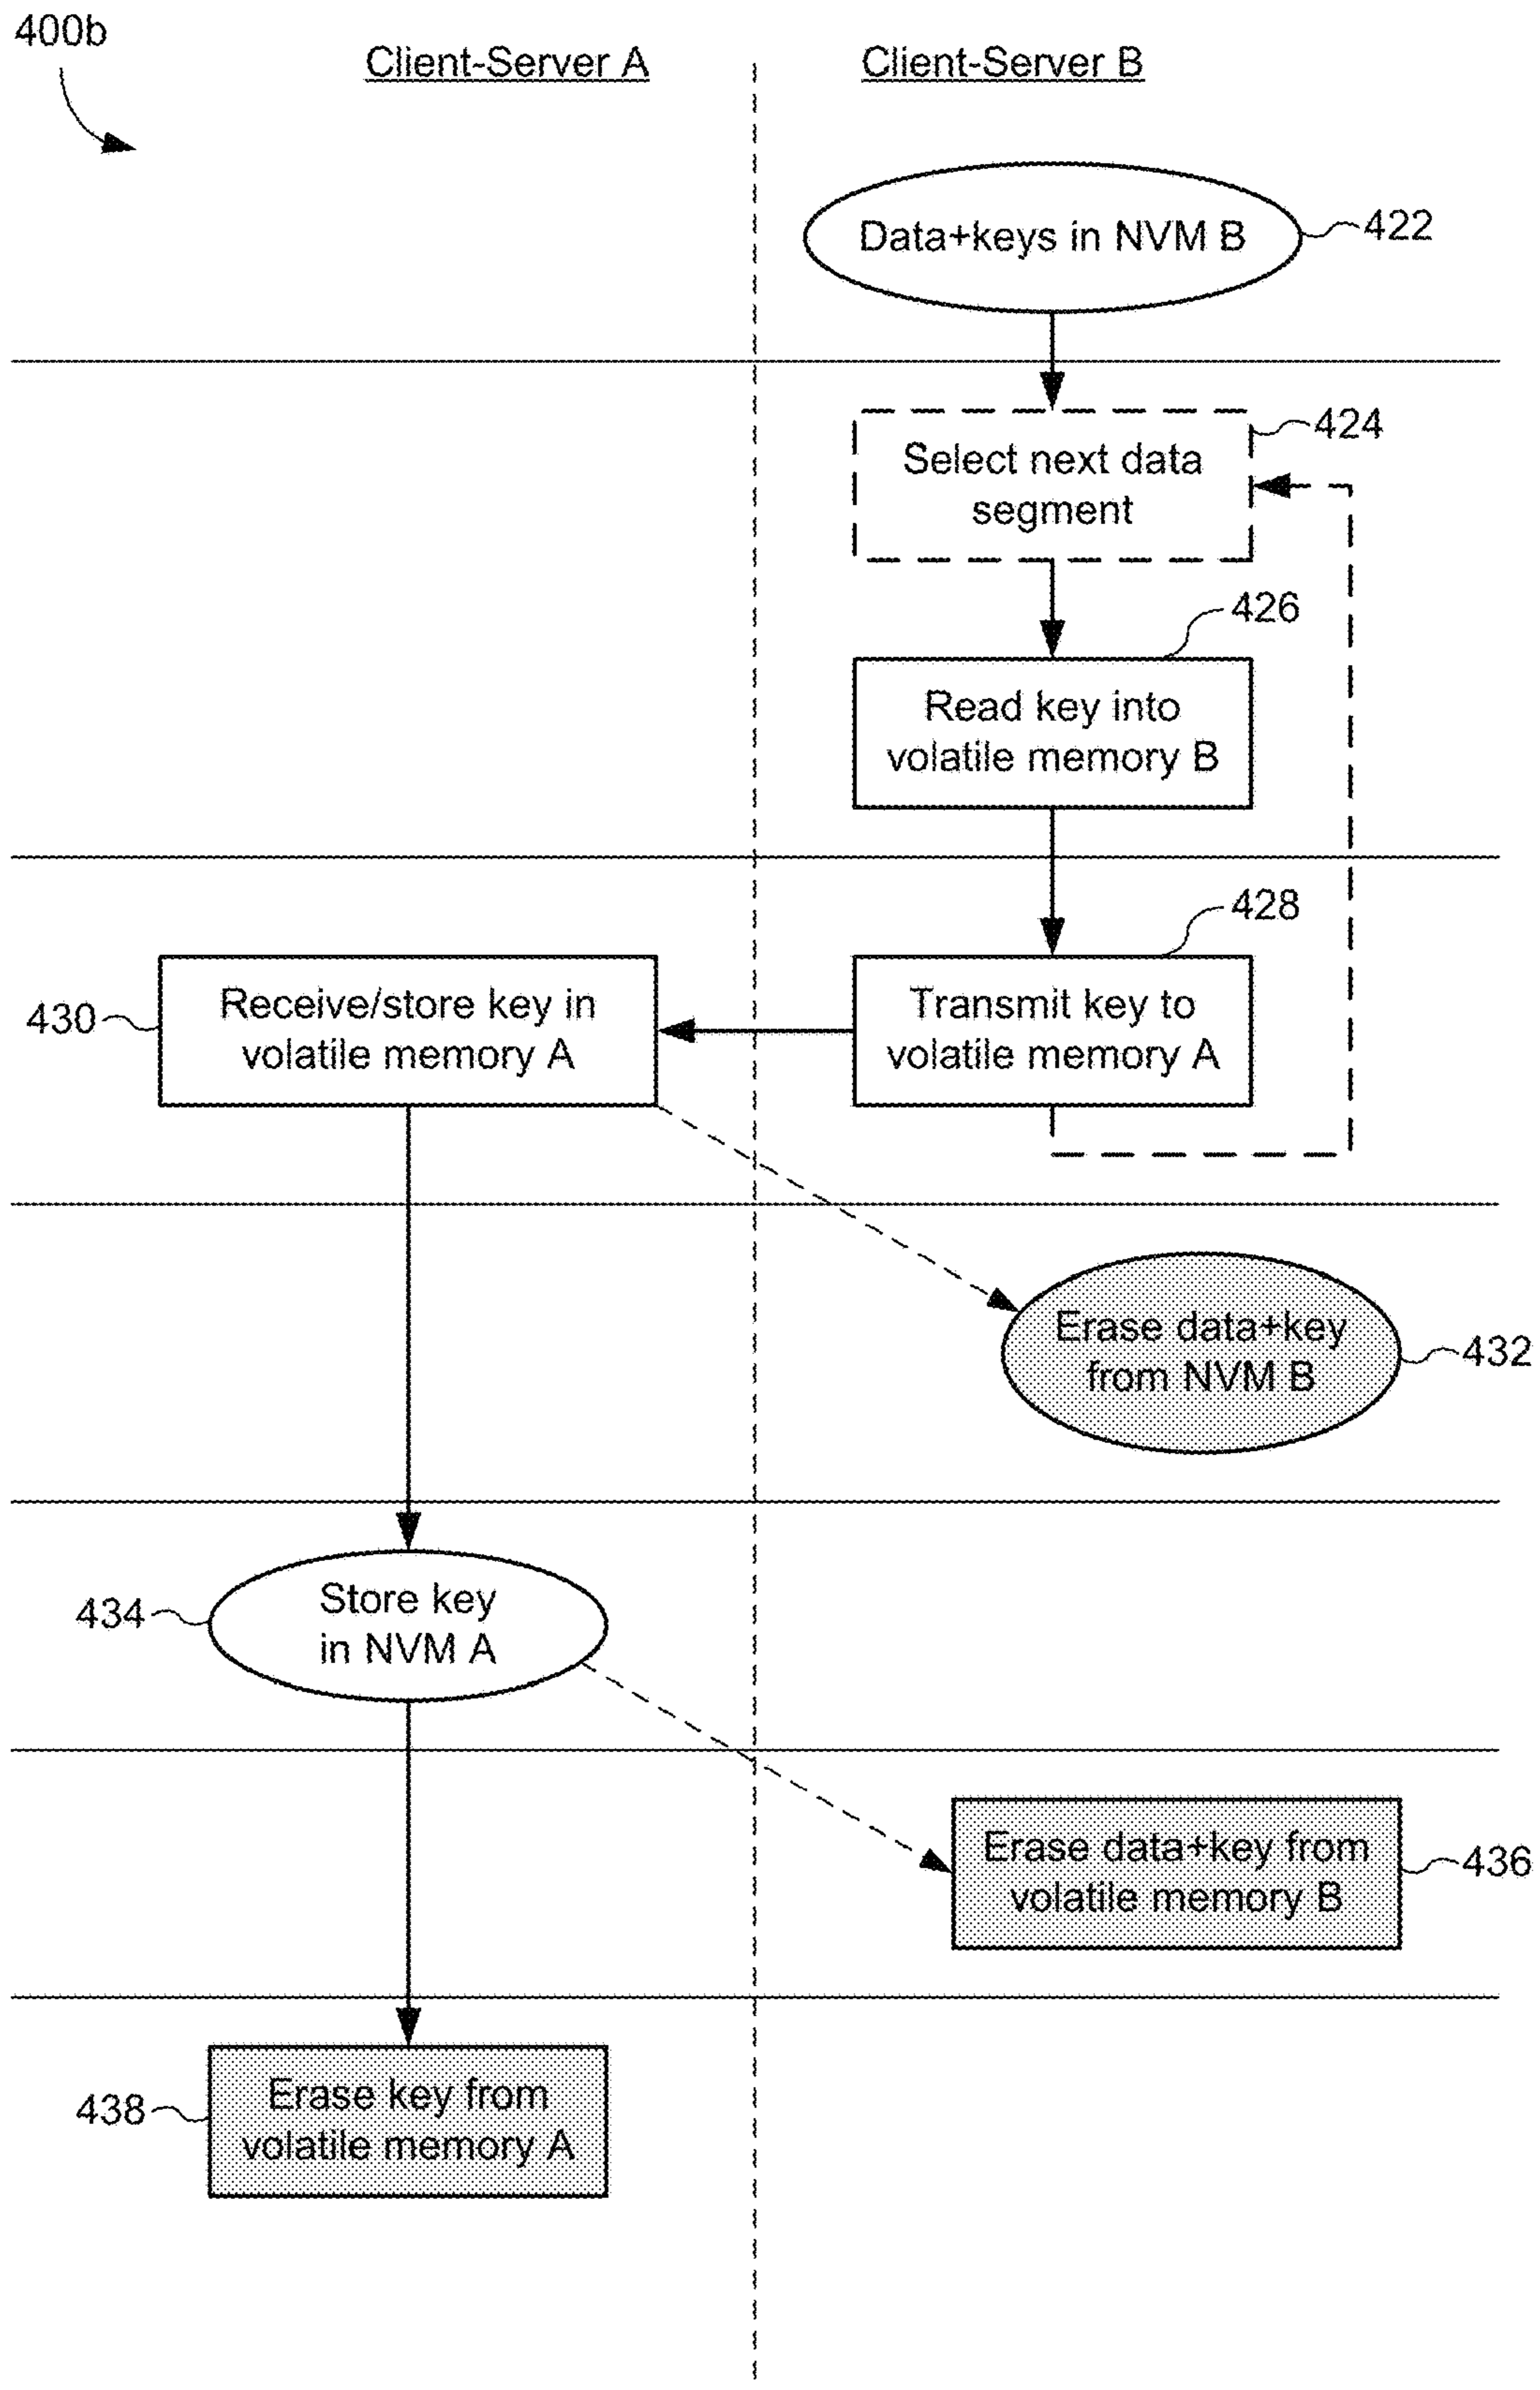 400b
Client-Server A
Client-Server B
Data+keys in NVM B
422
424
Select next data
segment
426
Read key into
volatile memory B
428
430
Receive/store key in
volatile memory A
Transmit key to
volatile memory A
Erase data+key
from NVM B
432
434
Store key
in NVM A
Erase data+key from
volatile memory B
436
438
Erase key from
volatile memory A